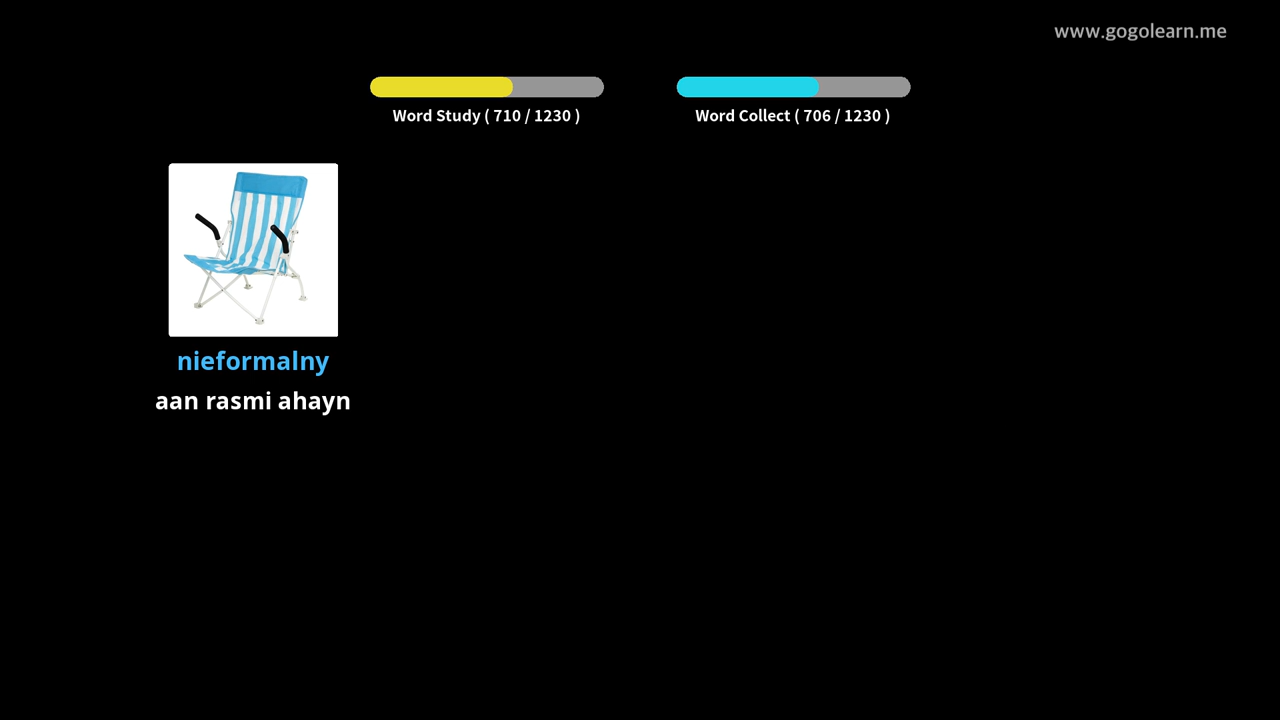 www.gogolearn.me
Word Study ( 710 / 1230 )
Word Collect ( 706 / 1230 )
nieformalny
aan rasmi ahayn